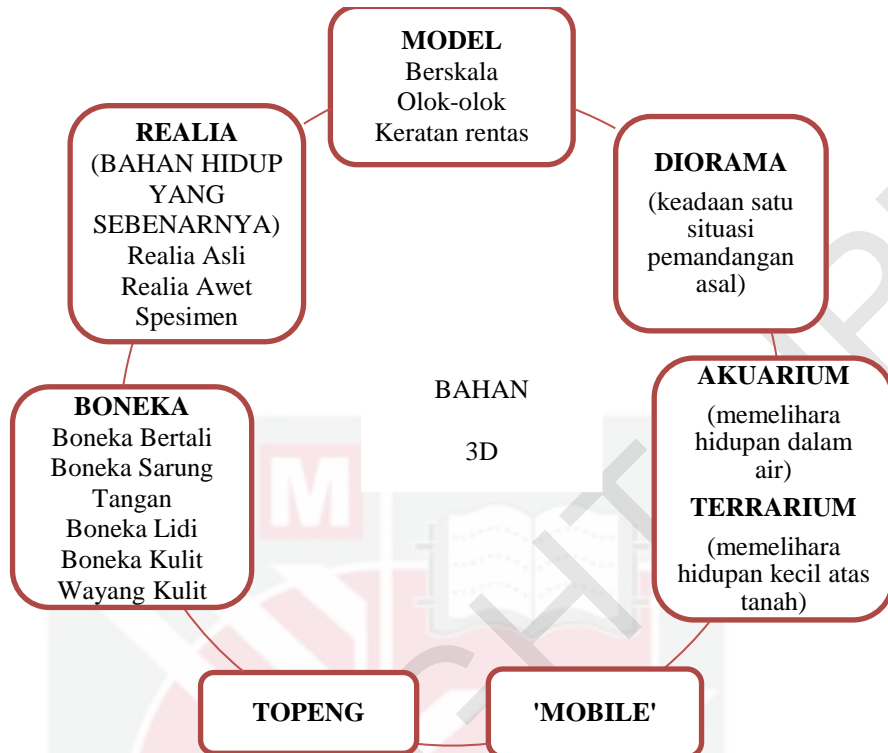 MODEL
Berskala
Olok-olok
Keratan rentas
DIORAMA
(keadaan satu
situasi
pemandangan
asal)
AKUARIUM
(memelihara
hidupan dalam
air)
TERRARIUM
(memelihara
hidupan kecil atas
tanah)
'MOBILE'
TOPENG
BONEKA
Boneka Bertali
Boneka Sarung
Tangan
Boneka Lidi
Boneka Kulit
Wayang Kulit
REALIA
(BAHAN HIDUP
YANG
SEBENARNYA)
Realia Asli
Realia Awet
Spesimen
BAHAN
3D
M